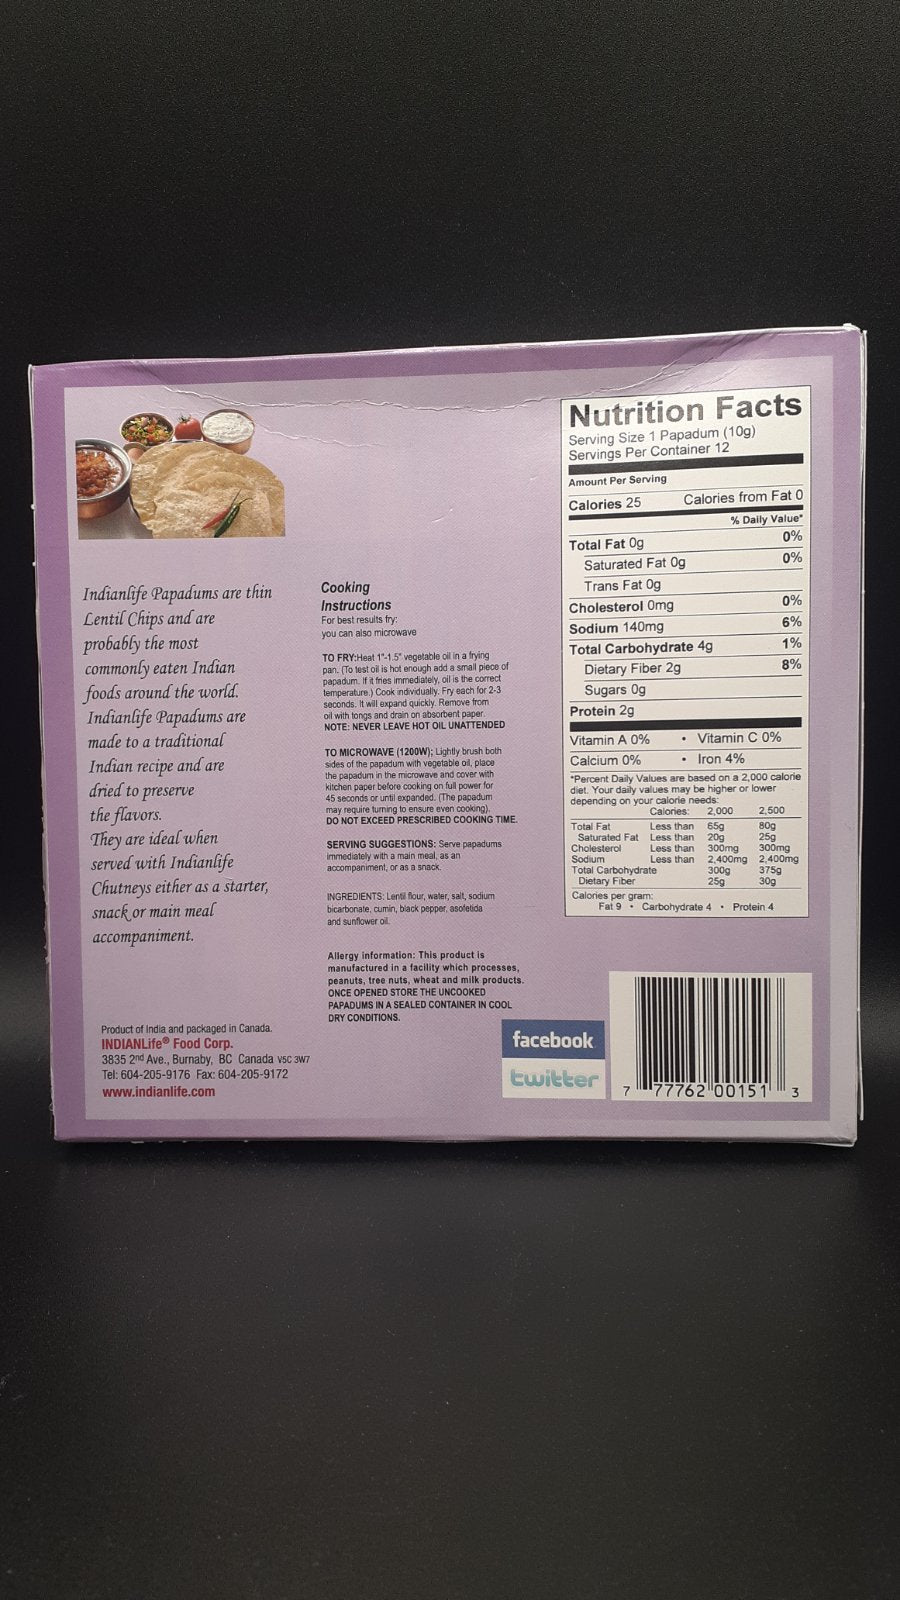 Indianlife Papadums are thin
Lentil Chips and are
probably the most
commonly eaten Indian
foods around the world.
Indianlife Papadums are
made to a traditional
Indian recipe and are
dried to preserve
the flavors.
They are ideal when
served with Indianlife
Chutneys either as a starter,
snack or main meal
accompaniment.
Product of India and packaged in Canada.
INDIANLife® Food Corp.
3835 2nd Ave., Burnaby, BC Canada V5C 3W7
Tel: 604-205-9176 Fax: 604-205-9172
www.indianlife.com
Cooking
Instructions
For best results fry:
you can also microwave
TO FRY:Heat 1"-1.5" vegetable oil in a frying
pan. (To test oil is hot enough add a small piece of
papadum. If it fries immediately, oil is the correct
temperature.) Cook individually. Fry each for 2-3
seconds. It will expand quickly. Remove from
oil with tongs and drain on absorbent paper.
NOTE: NEVER LEAVE HOT OIL UNATTENDED
TO MICROWAVE (1200W); Lightly brush both
sides of the papadum with vegetable oil, place
the papadum in the microwave and cover with
kitchen paper before cooking on full power for
45 seconds or until expanded. (The papadum
may require turning to ensure even cooking).
DO NOT EXCEED PRESCRIBED COOKING TIME.
SERVING SUGGESTIONS: Serve papadums
immediately with a main meal, as an
accompaniment, or as a snack.
INGREDIENTS: Lentil flour, water, salt, sodium
bicarbonate, cumin, black pepper, asofetida
and sunflower oil.
Allergy information: This product is
manufactured in a facility which processes,
peanuts, tree nuts, wheat and milk products.
ONCE OPENED STORE THE UNCOOKED
PAPADUMS IN A SEALED CONTAINER IN COOL
DRY CONDITIONS.
Nutrition Facts
Serving Size 1 Papadum (10g)
Servings Per Container 12
Amount Per Serving
Calories 25 Calories from Fat 0
% Daily Value*
Total Fat 0g 0%
Saturated Fat 0g 0%
Trans Fat 0g
Cholesterol 0mg 0%
Sodium 140mg 6%
Total Carbohydrate 4g 1%
Dietary Fiber 2g 8%
Sugars 0g
Protein 2g
Vitamin A 0% • Vitamin C 0%
Calcium 0% • Iron 4%
*Percent Daily Values are based on a 2,000 calorie
diet. Your daily values may be higher or lower
depending on your calorie needs:
Calories: 2,000 2,500
Total Fat Less than 65g 80g
Saturated Fat Less than 20g 25g
Cholesterol Less than 300mg 300mg
Sodium Less than 2,400mg 2,400mg
Total Carbohydrate 300g 375g
Dietary Fiber 25g 30g
Calories per gram:
Fat 9 • Carbohydrate 4 • Protein 4
facebook
twitter
7 77762 00151 3